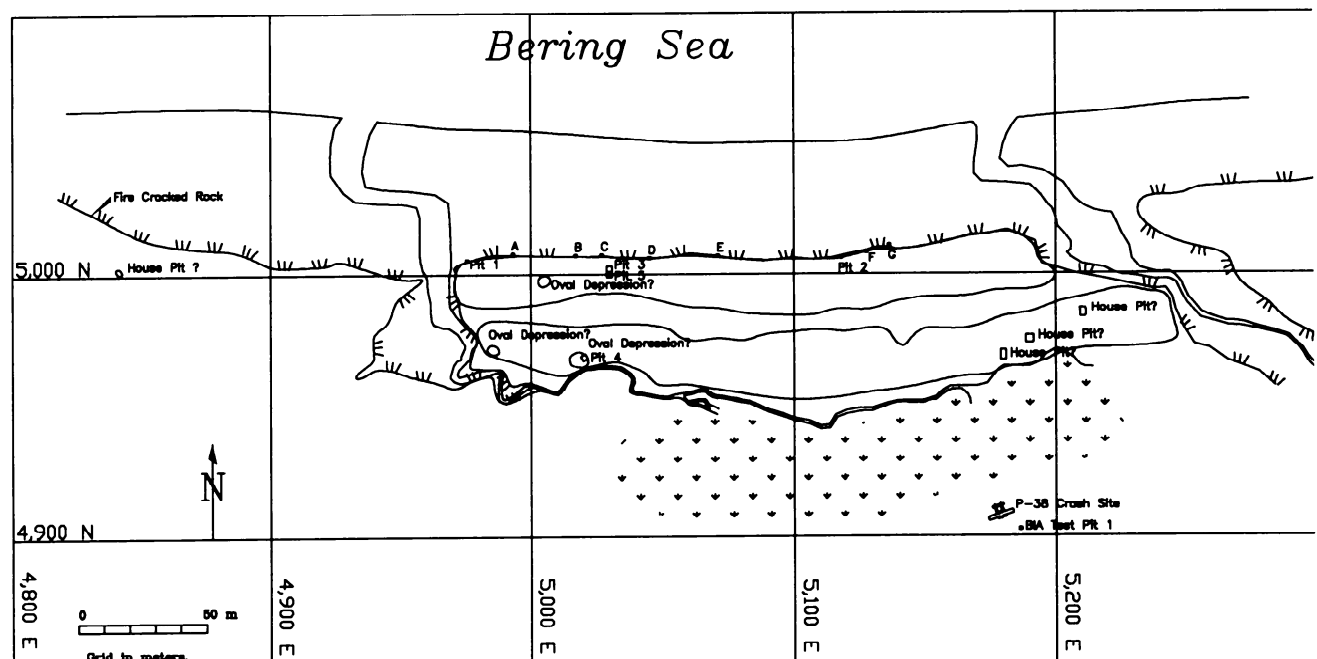 Bering Sea
Fire Cracked Rock
A
B
C
D
E
F
G
House Pit ?
5,000 N
Pit 1
Pit 3
Pit 2
Oval Depression?
House Pit?
Oval Depression?
Oval Depression?
House Pit?
Pit 4
House Pit?
N
P-38 Crash Site
BIA Test Pit 1
4,900 N
4,800 E
4,900 E
5,000 E
5,100 E
5,200 E
0 50 m
Grid in meters.